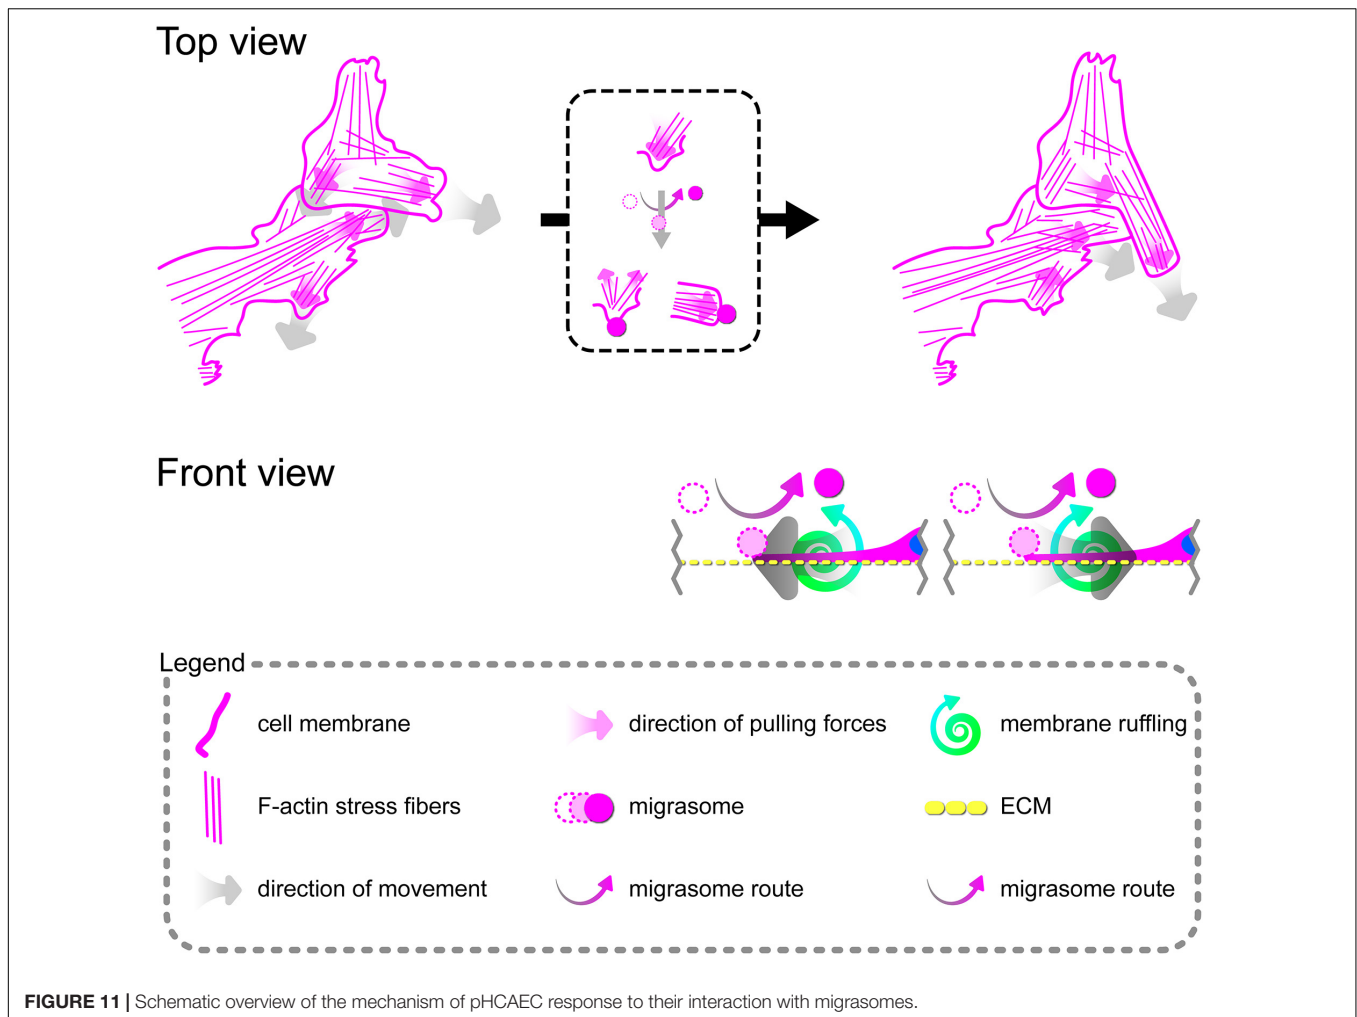 Top view
Front view
Legend
cell membrane
direction of pulling forces
membrane ruffling
F-actin stress fibers
migrasome
ECM
direction of movement
migrasome route
migrasome route
FIGURE 11 | Schematic overview of the mechanism of pHCAEC response to their interaction with migrasomes.